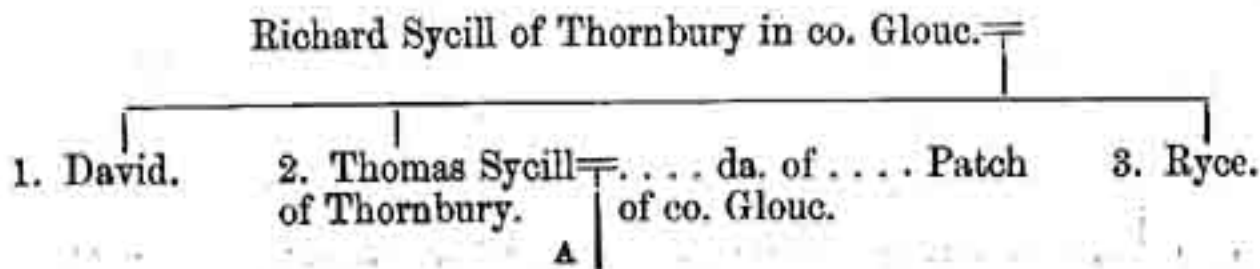 Richard Sycill of Thornbury in co. Glouc.
1. David. 2. Thomas Sycill=. . . . da. of . . . . Patch 3. Ryce.
of Thornbury. of co. Glouc.
A